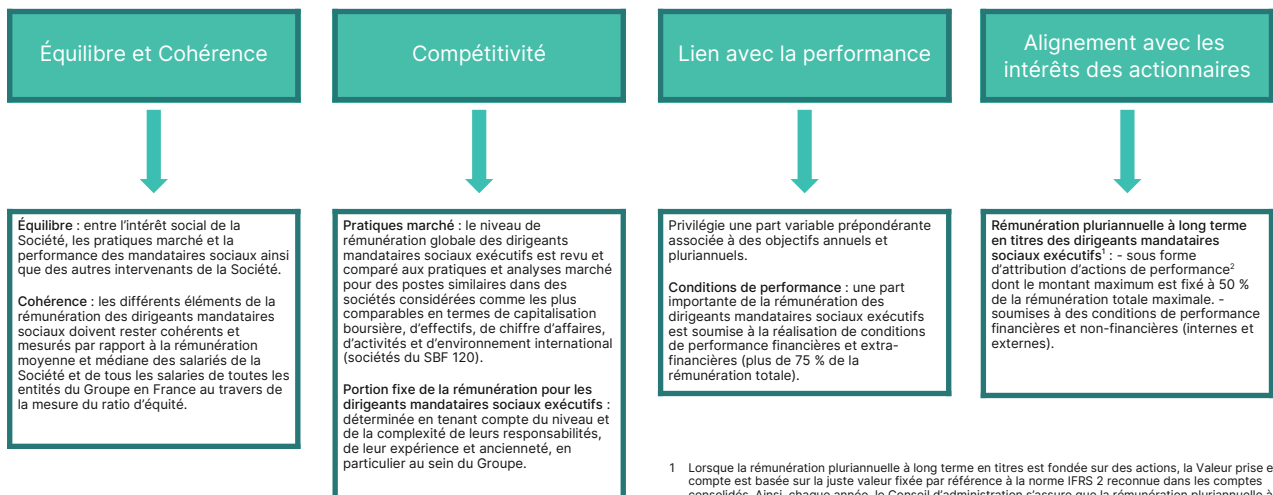 Équilibre et Cohérence
Compétitivité
Lien avec la performance
Alignement avec les
intérêts des actionnaires
Équilibre : entre l'intérêt social de la
Société, les pratiques marché et la
performance des mandataires sociaux ainsi
que des autres intervenants de la Société.
Cohérence : les différents éléments de la
rémunération des dirigeants mandataires
sociaux doivent rester cohérents et
mesurés par rapport à la rémunération
moyenne et médiane des salariés de la
Société et de tous les salaries de toutes les
entités du Groupe en France au travers de
la mesure du ratio d'équité.
Pratiques marché : le niveau de
rémunération globale des dirigeants
mandataires sociaux exécutifs est revu et
comparé aux pratiques et analyses marché
pour des postes similaires dans des
sociétés considérées comme les plus
comparables en termes de capitalisation
boursière, d'effectifs, de chiffre d'affaires,
d'activités et d'environnement international
(sociétés du SBF 120).
Portion fixe de la rémunération pour les
dirigeants mandataires sociaux exécutifs :
déterminée en tenant compte du niveau et
de la complexité de leurs responsabilités,
de leur expérience et ancienneté, en
particulier au sein du Groupe.
Privilégie une part variable prépondérante
associée à des objectifs annuels et
pluriannuels.
Conditions de performance : une part
importante de la rémunération des
dirigeants mandataires sociaux exécutifs
est soumise à la réalisation de conditions
de performance financières et extra-
financières (plus de 75 % de la
rémunération totale).
Rémunération pluriannuelle à long terme
en titres des dirigeants mandataires
sociaux exécutifs¹ : - sous forme
d'attribution d'actions de performance²
dont le montant maximum est fixé à 50 %
de la rémunération totale maximale. -
soumises à des conditions de performance
financières et non-financières (internes et
externes).
1 Lorsque la rémunération pluriannuelle à long terme en titres est fondée sur des actions, la Valeur prise e
compte est basée sur la juste valeur fixée par référence à la norme IFRS 2 reconnue dans les comptes
consolidés. Ainsi, chaque année, le Conseil d'administration s'assure que la rémunération pluriannuelle à